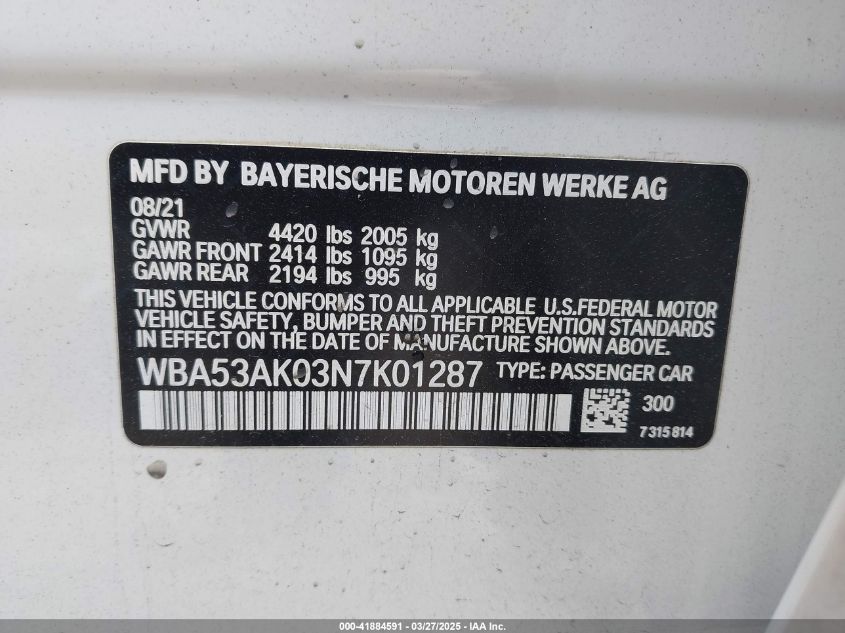 MFD BY BAYERISCHE MOTOREN WERKE AG
08/21
GVWR 4420 lbs 2005 kg
GAWR FRONT 2414 lbs 1095 kg
GAWR REAR 2194 lbs 995 kg
THIS VEHICLE CONFORMS TO ALL APPLICABLE U.S.FEDERAL MOTOR
VEHICLE SAFETY, BUMPER AND THEFT PREVENTION STANDARDS
IN EFFECT ON THE DATE OF MANUFACTURE SHOWN ABOVE.
WBA53AK03N7K01287 TYPE: PASSENGER CAR
300
7315814
000-41884591 - 03/27/2025 - IAA Inc.